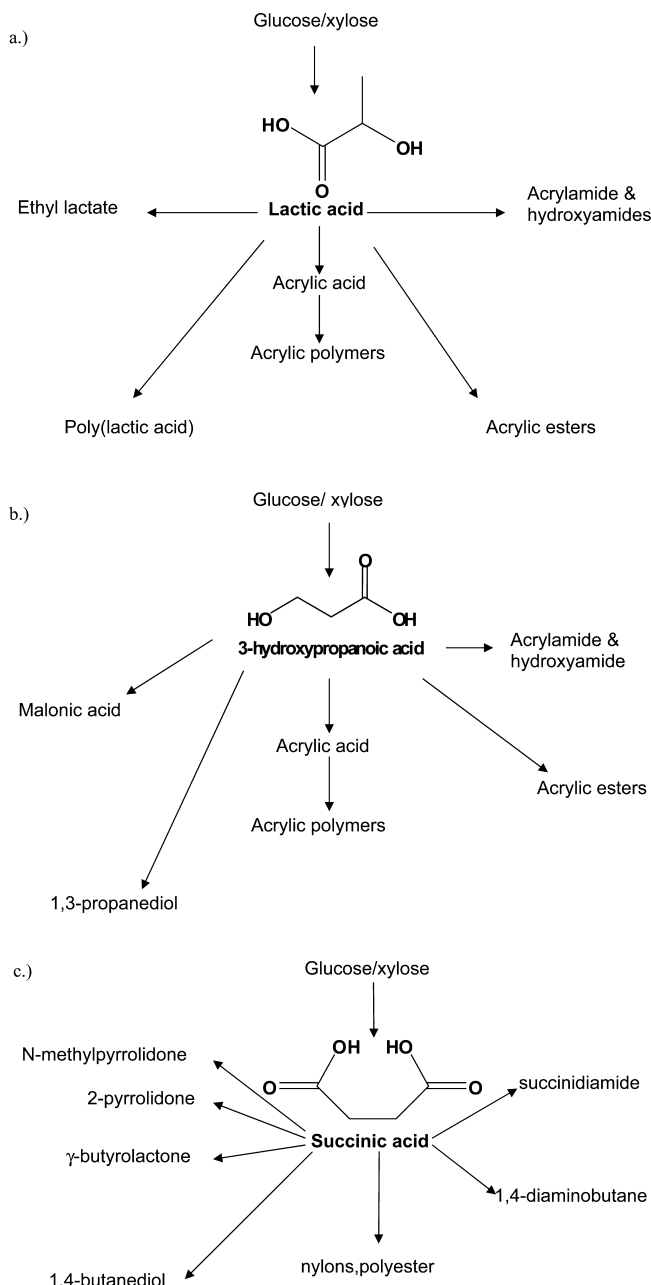 a.)
Glucose/xylose
HO
OH
O
Lactic acid
Ethyl lactate
Acrylamide &
hydroxyamides
Acrylic acid
Acrylic polymers
Poly(lactic acid)
Acrylic esters
b.)
Glucose/ xylose
O
HO
OH
3-hydroxypropanoic acid
Acrylamide &
hydroxyamide
Malonic acid
Acrylic acid
Acrylic esters
Acrylic polymers
1,3-propanediol
c.)
Glucose/xylose
OH
HO
N-methylpyrrolidone
O
O
succinidiamide
2-pyrrolidone
Succinic acid
γ-butyrolactone
1,4-diaminobutane
nylons,polyester
1,4-butanediol